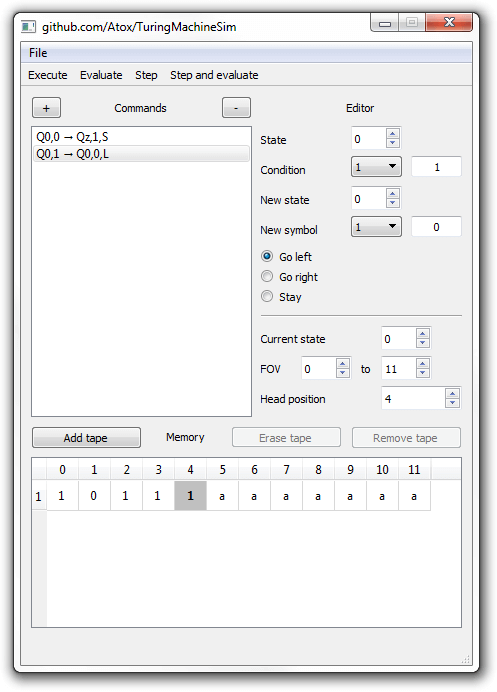 github.com/Atox/TuringMachineSim
File
Execute Evaluate Step Step and evaluate
+ Commands - Editor
Q0,0 → Qz,1,S
Q0,1 → Q0,0,L
State 0
Condition 1 1
New state 0
New symbol 1 0
Go left
Go right
Stay
Current state 0
FOV 0 to 11
Head position 4
Add tape Memory Erase tape Remove tape
0 1 2 3 4 5 6 7 8 9 10 11
1 1 0 1 1 1 a a a a a a a